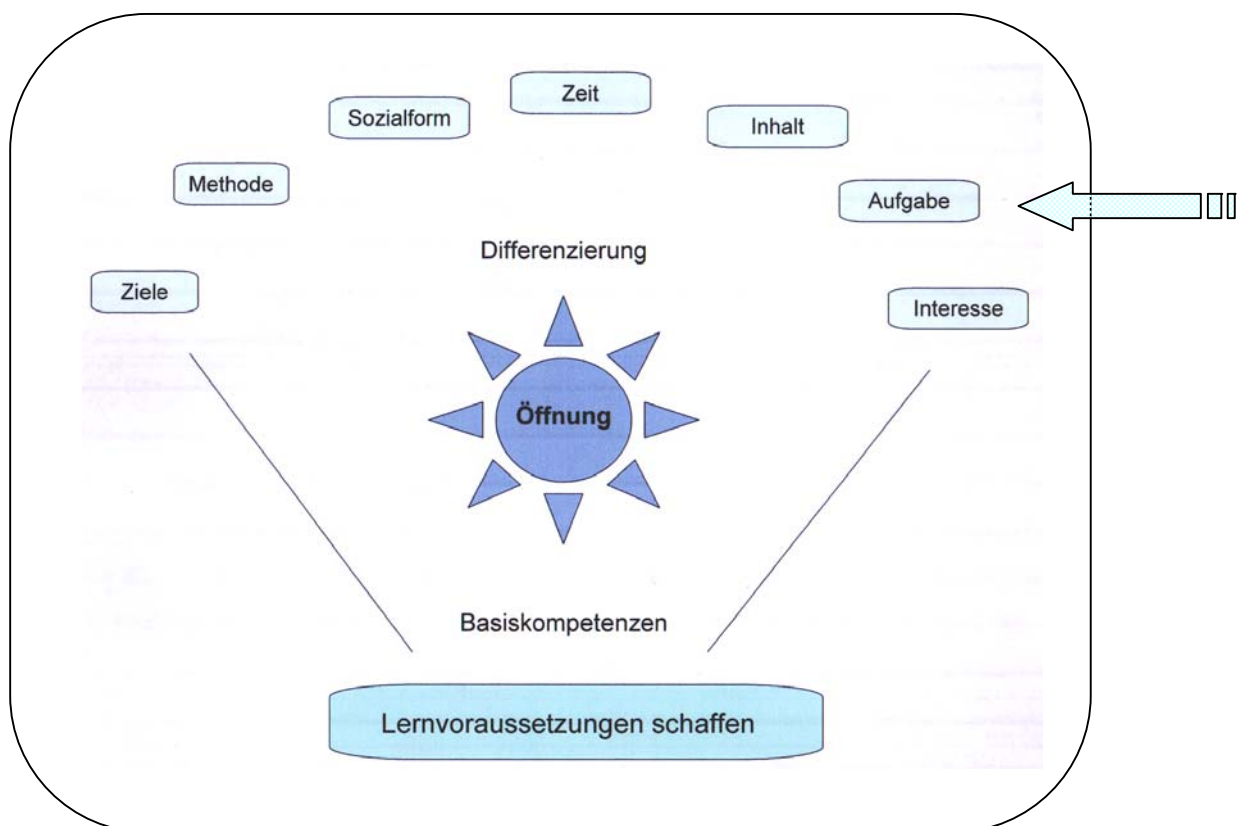 Zeit
Sozialform
Inhalt
Methode
Aufgabe
Differenzierung
Ziele
Interesse
Öffnung
Basiskompetenzen
Lernvoraussetzungen schaffen